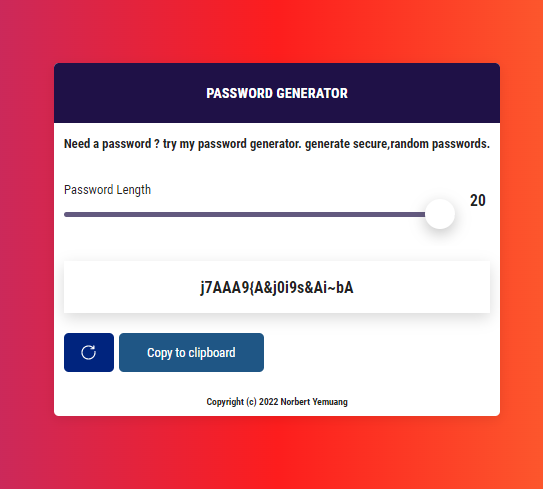 PASSWORD GENERATOR
Need a password ? try my password generator. generate secure,random passwords.
Password Length
20
j7AAA9{A&j0i9s&Ai~bA
Copy to clipboard
Copyright (c) 2022 Norbert Yemuang